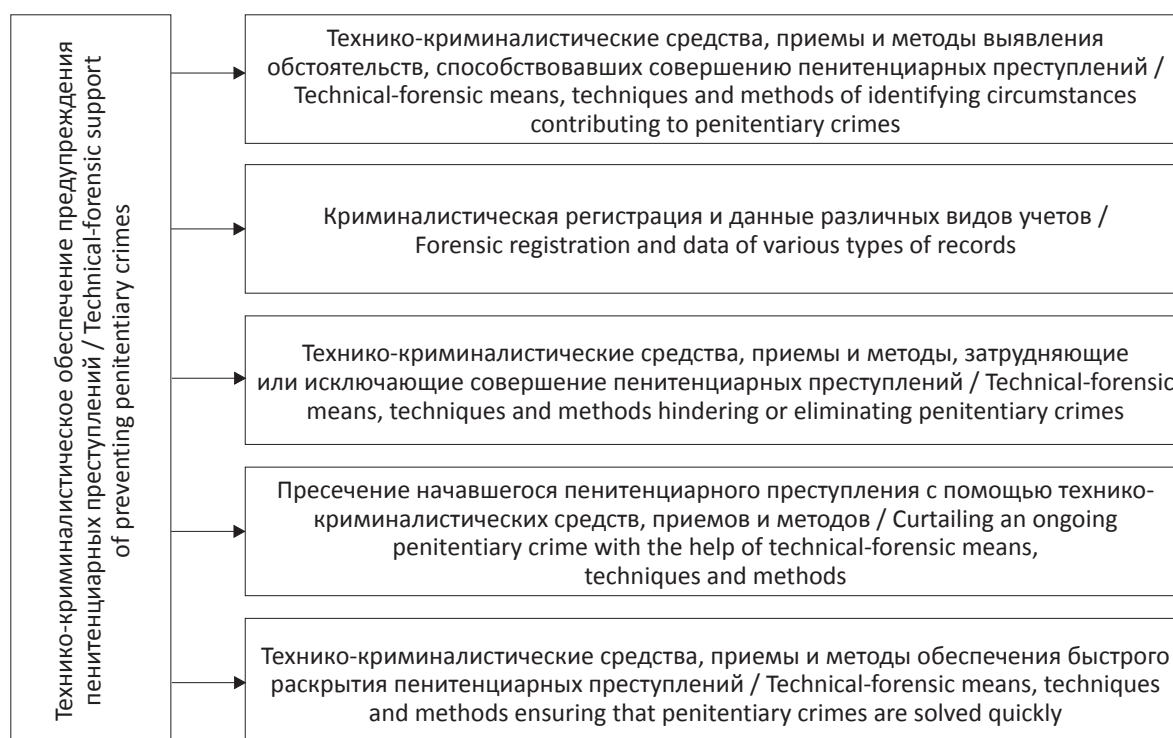 Технико-криминалистическое обеспечение предупреждения
пенитенциарных преступлений / Technical-forensic support
of preventing penitentiary crimes
Технико-криминалистические средства, приемы и методы выявления
обстоятельств, способствовавших совершению пенитенциарных преступлений /
Technical-forensic means, techniques and methods of identifying circumstances
contributing to penitentiary crimes
Криминалистическая регистрация и данные различных видов учетов /
Forensic registration and data of various types of records
Технико-криминалистические средства, приемы и методы, затрудняющие
или исключающие совершение пенитенциарных преступлений / Technical-forensic
means, techniques and methods hindering or eliminating penitentiary crimes
Пресечение начавшегося пенитенциарного преступления с помощью технико-
криминалистических средств, приемов и методов / Curtailing an ongoing
penitentiary crime with the help of technical-forensic means,
techniques and methods
Технико-криминалистические средства, приемы и методы обеспечения быстрого
раскрытия пенитенциарных преступлений / Technical-forensic means, techniques
and methods ensuring that penitentiary crimes are solved quickly